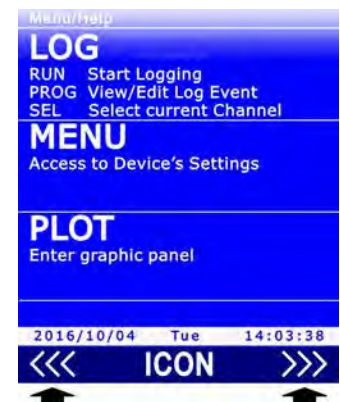 Menu/Help
LOG
RUN Start Logging
PROG View/Edit Log Event
SEL Select current Channel
MENU
Access to Device's Settings
PLOT
Enter graphic panel
2016/10/04 Tue 14:03:38
<<< ICON >>>